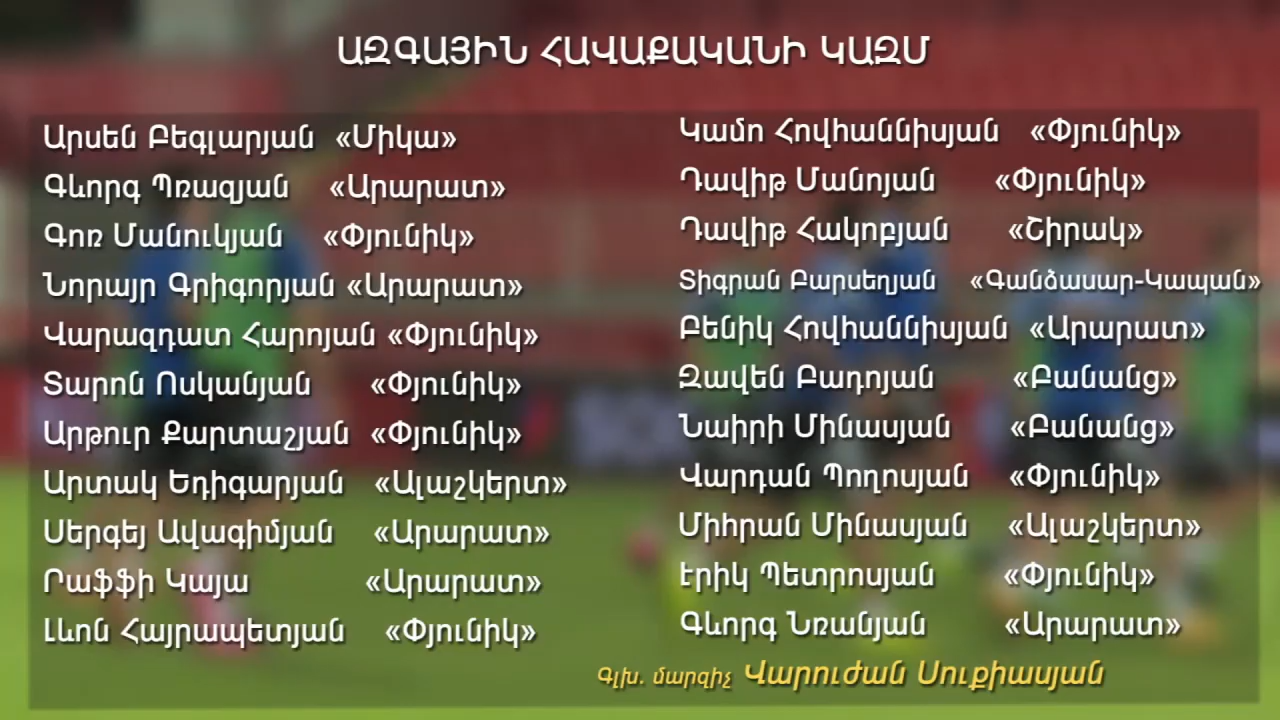 ԱԶԳԱՅԻՆ ՀԱՎԱՔԱԿԱՆԻ ԿԱԶՄ
Արսեն Բեգլարյան «Միկա»
Գևորգ Պռազյան «Արարատ»
Գոռ Մանուկյան «Փյունիկ»
Նորայր Գրիգորյան «Արարատ»
Վարազդատ Հարոյան «Փյունիկ»
Տարոն Ոսկանյան «Փյունիկ»
Արթուր Քարտաշյան «Փյունիկ»
Արտակ Եդիգարյան «Ալաշկերտ»
Սերգեյ Ավագիմյան «Արարատ»
Րաֆֆի Կայա «Արարատ»
Լևոն Հայրապետյան «Փյունիկ»
Կամո Հովհաննիսյան «Փյունիկ»
Դավիթ Մանոյան «Փյունիկ»
Դավիթ Հակոբյան «Շիրակ»
Տիգրան Բարսեղյան «Գանձասար-Կապան»
Բենիկ Հովհաննիսյան «Արարատ»
Զավեն Բադոյան «Բանանց»
Նաիրի Մինասյան «Բանանց»
Վարդան Պողոսյան «Փյունիկ»
Միհրան Մինասյան «Ալաշկերտ»
Էրիկ Պետրոսյան «Փյունիկ»
Գևորգ Նռանյան «Արարատ»
Գլխ. մարզիչ Վարուժան Սուքիասյան